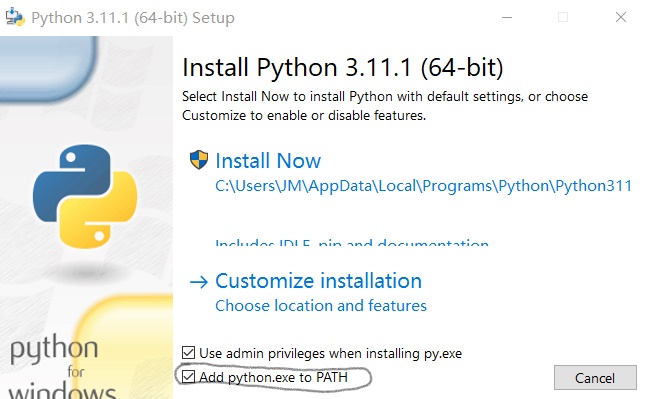 Python 3.11.1 (64-bit) Setup
Install Python 3.11.1 (64-bit)
Select Install Now to install Python with default settings, or choose
Customize to enable or disable features.
Install Now
C:\Users\JM\AppData\Local\Programs\Python\Python311
Includes IDLE, pip and documentation
Customize installation
Choose location and features
Use admin privileges when installing py.exe
Add python.exe to PATH
Cancel
python
for
windows